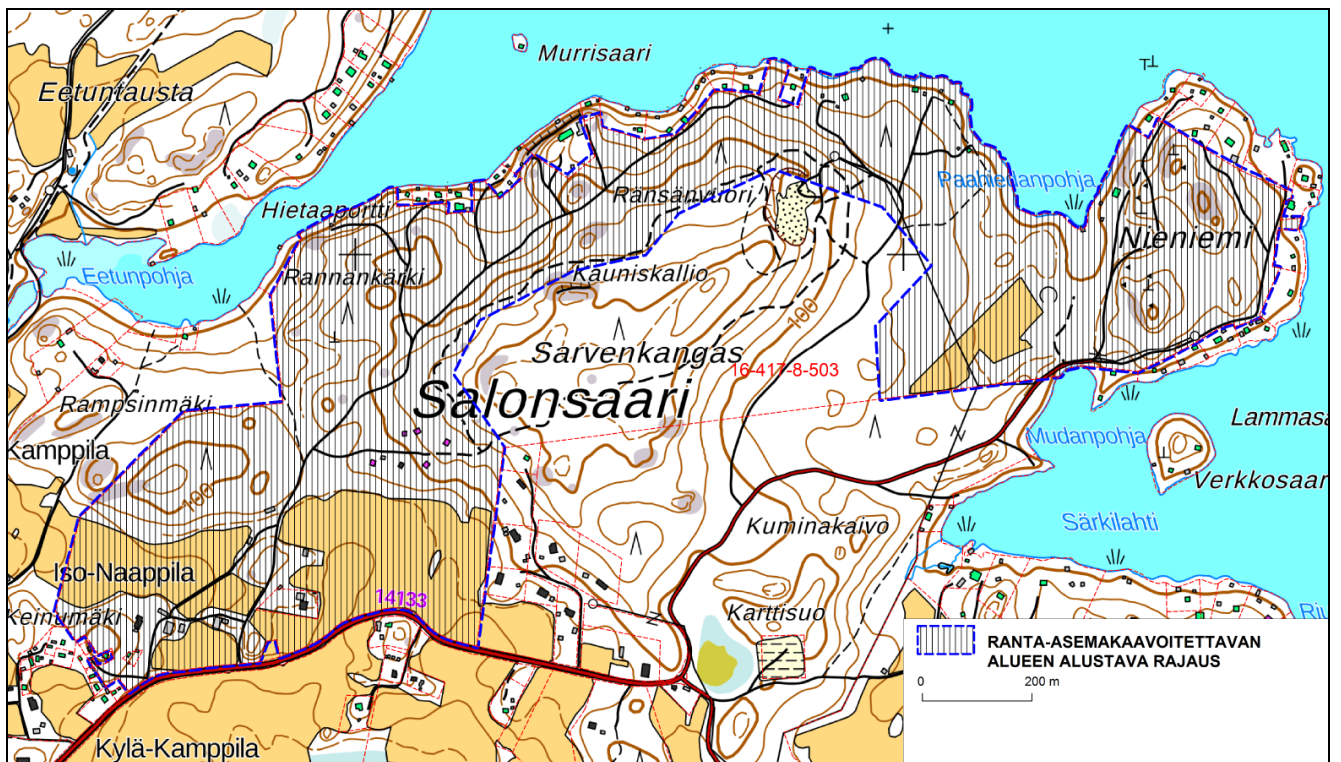 Murrisaari
Eetuntausta
Paahiedanpohja
Ränsänvuori
Hietaaportti
Nieniemi
Eetunpohja
Rannankärki
Kauniskallio
100
Sarvenkangas
16-417-8-503
Salonsaari
Rampsinmäki
Kamppila
Lammasa
Mudanpohja
Verkkosaar
100
Kuminakaivo
Särkilahti
Iso-Naappila
14133
Keinumäki
Karttisuo
Riu
RANTA-ASEMAKAAVOITETTAVAN
ALUEEN ALUSTAVA RAJAUS
0 200 m
Kylä-Kamppila